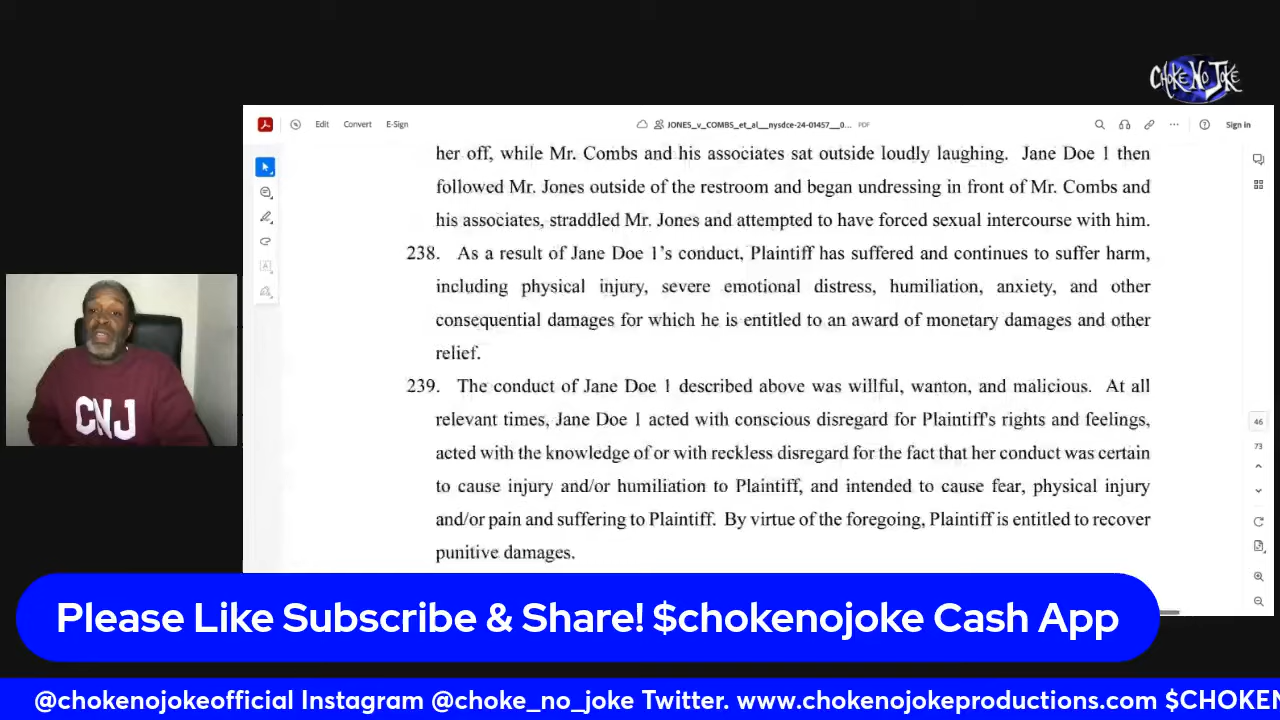 CHOKE NO JOKE
Edit Convert E-Sign JONES_v_COMBS_et_al__nysdce-24-01457__0... PDF Sign In
her off, while Mr. Combs and his associates sat outside loudly laughing. Jane Doe 1 then
followed Mr. Jones outside of the restroom and began undressing in front of Mr. Combs and
his associates, straddled Mr. Jones and attempted to have forced sexual intercourse with him.
238. As a result of Jane Doe 1's conduct, Plaintiff has suffered and continues to suffer harm,
including physical injury, severe emotional distress, humiliation, anxiety, and other
consequential damages for which he is entitled to an award of monetary damages and other
relief.
239. The conduct of Jane Doe 1 described above was willful, wanton, and malicious. At all
relevant times, Jane Doe 1 acted with conscious disregard for Plaintiff's rights and feelings,
acted with the knowledge of or with reckless disregard for the fact that her conduct was certain
to cause injury and/or humiliation to Plaintiff, and intended to cause fear, physical injury
and/or pain and suffering to Plaintiff. By virtue of the foregoing, Plaintiff is entitled to recover
punitive damages.
46
73
CNJ
Please Like Subscribe & Share! $chokenojoke Cash App
@chokenojokeofficial Instagram @choke_no_joke Twitter. www.chokenojokeproductions.com $CHOKEN